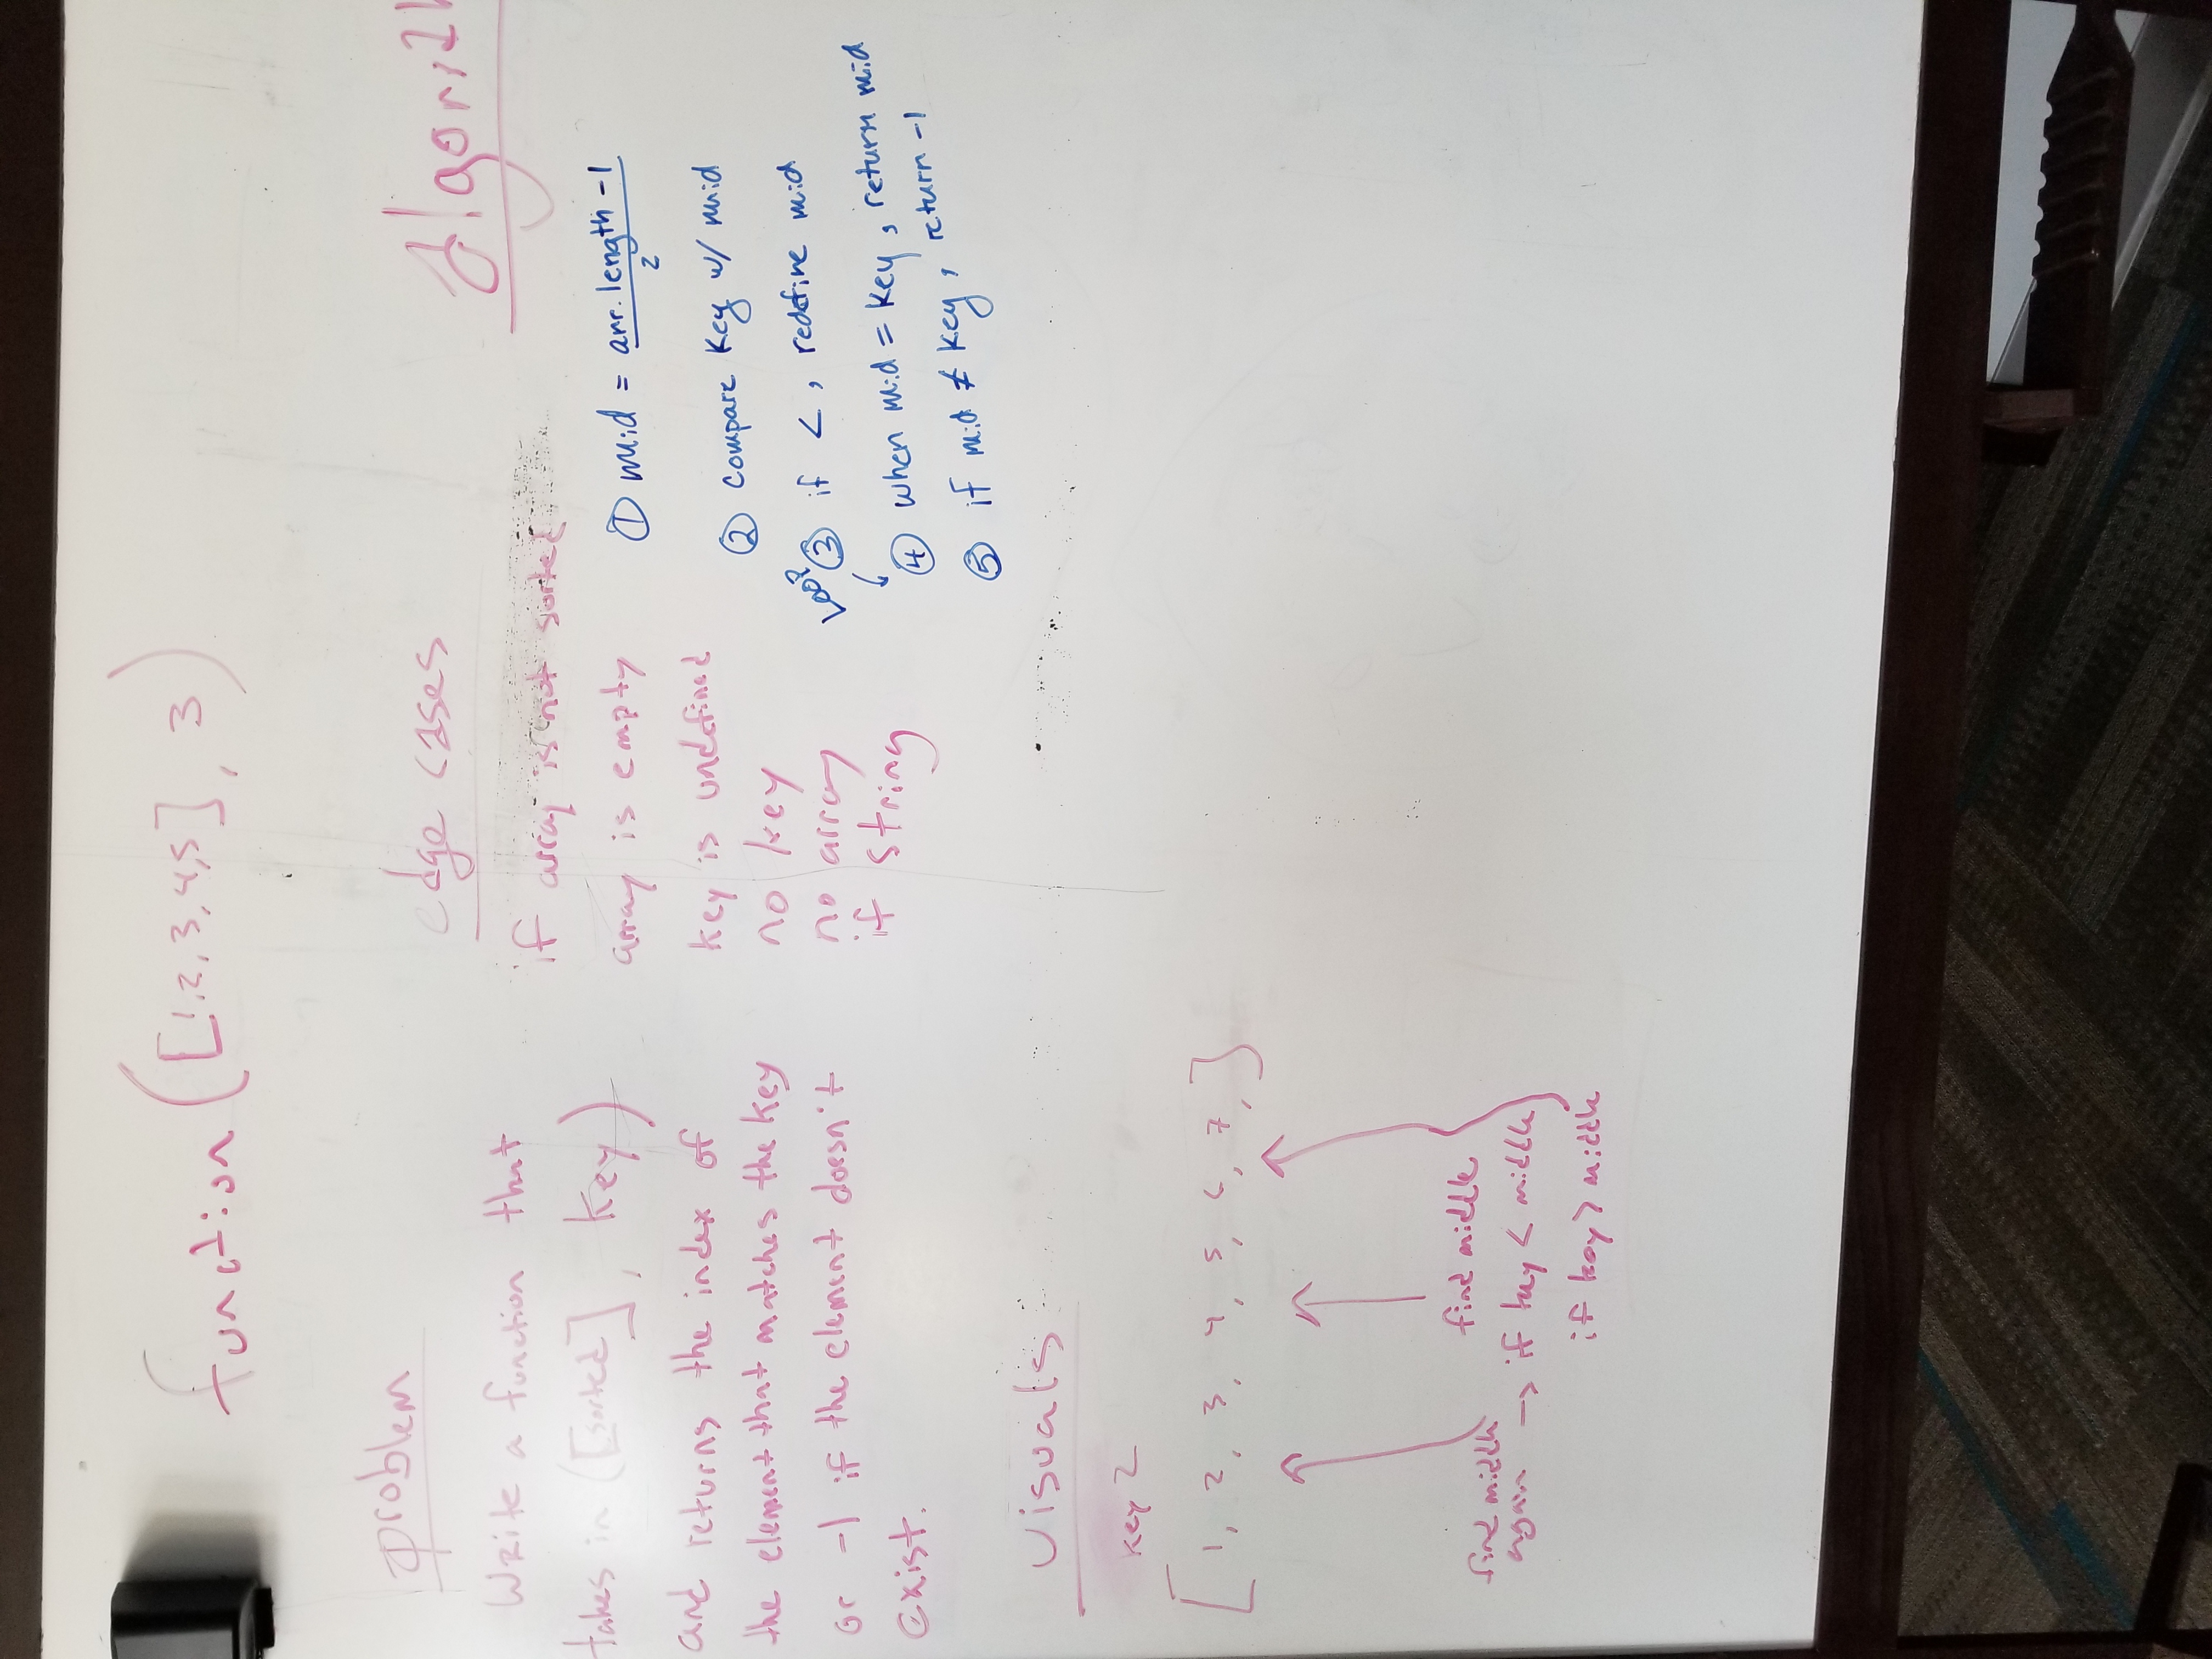 function ([1,2,3,4,5], 3)
problem
Write a function that
takes in ([sorted], key)
and returns the index of
the element that matches the key
or -1 if the element doesn't
exist.
edge cases
if array is not sorted
array is empty
key is undefined
no key
no array
if string
Algorith
① mid = arr.length -1
2
② compare key w/ mid
LOOP
③ if <, redefine mid
④ when mid = key, return mid
⑤ if mid ≠ key, return -1
visuals
key 2
[1, 2, 3, 4, 5, 6, 7,]
find middle
again → if key < middle
find middle
if key > middle